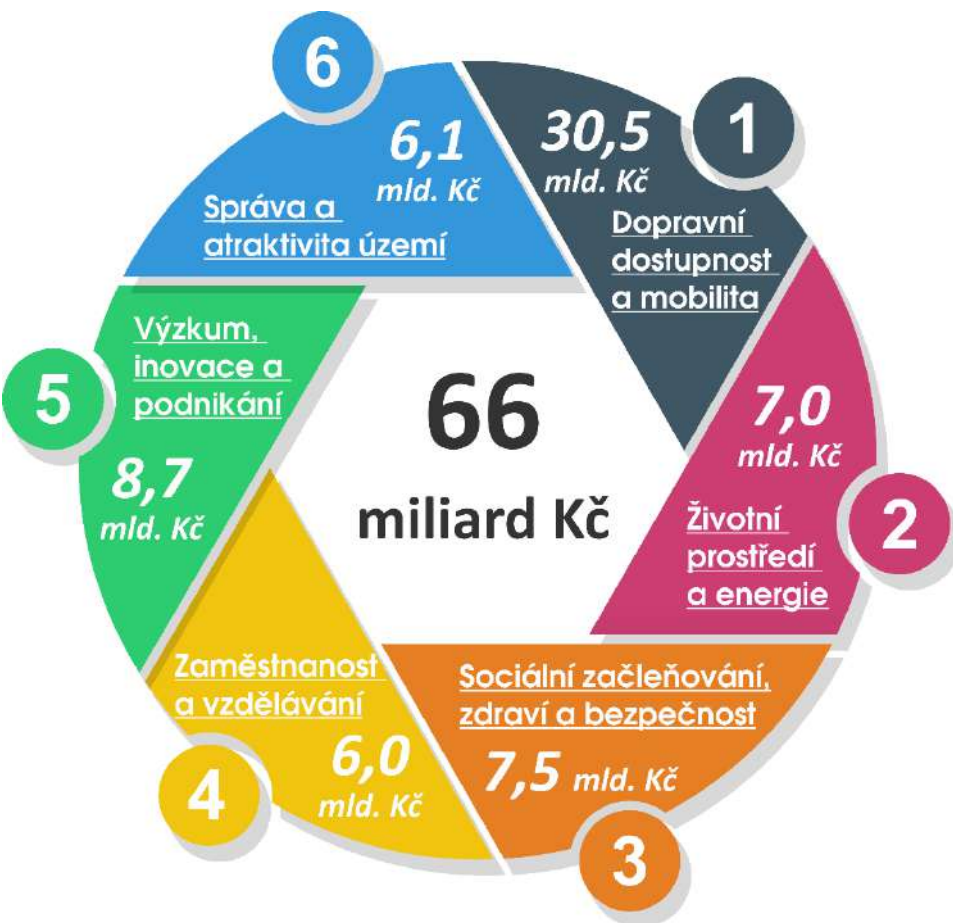 66
miliard Kč
1
30,5
mld. Kč
Dopravní
dostupnost
a mobilita
2
7,0
mld. Kč
Životní
prostředí
a energie
3
Sociální začleňování,
zdraví a bezpečnost
7,5 mld. Kč
4
Zaměstnanost
a vzdělávání
6,0
mld. Kč
5
Výzkum,
inovace a
podnikání
8,7
mld. Kč
6
6,1
mld. Kč
Správa a
atraktivita území